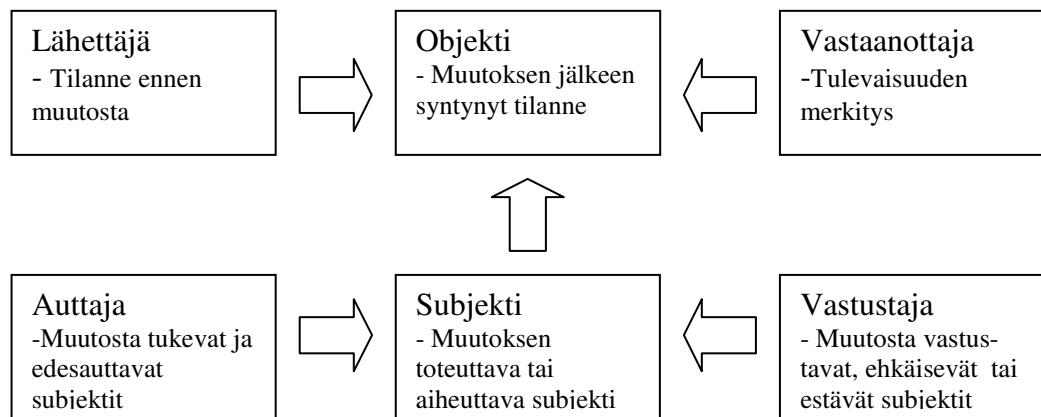 Lähettäjä
- Tilanne ennen
muutosta
Objekti
- Muutoksen jälkeen
syntynyt tilanne
Vastaanottaja
-Tulevaisuuden
merkitys
Auttaja
-Muutosta tukevat ja
edesauttavat
subjektit
Subjekti
- Muutoksen
toteuttava tai
aiheuttava subjekti
Vastustaja
- Muutosta vastus-
tavat, ehkäisevät tai
estävät subjektit